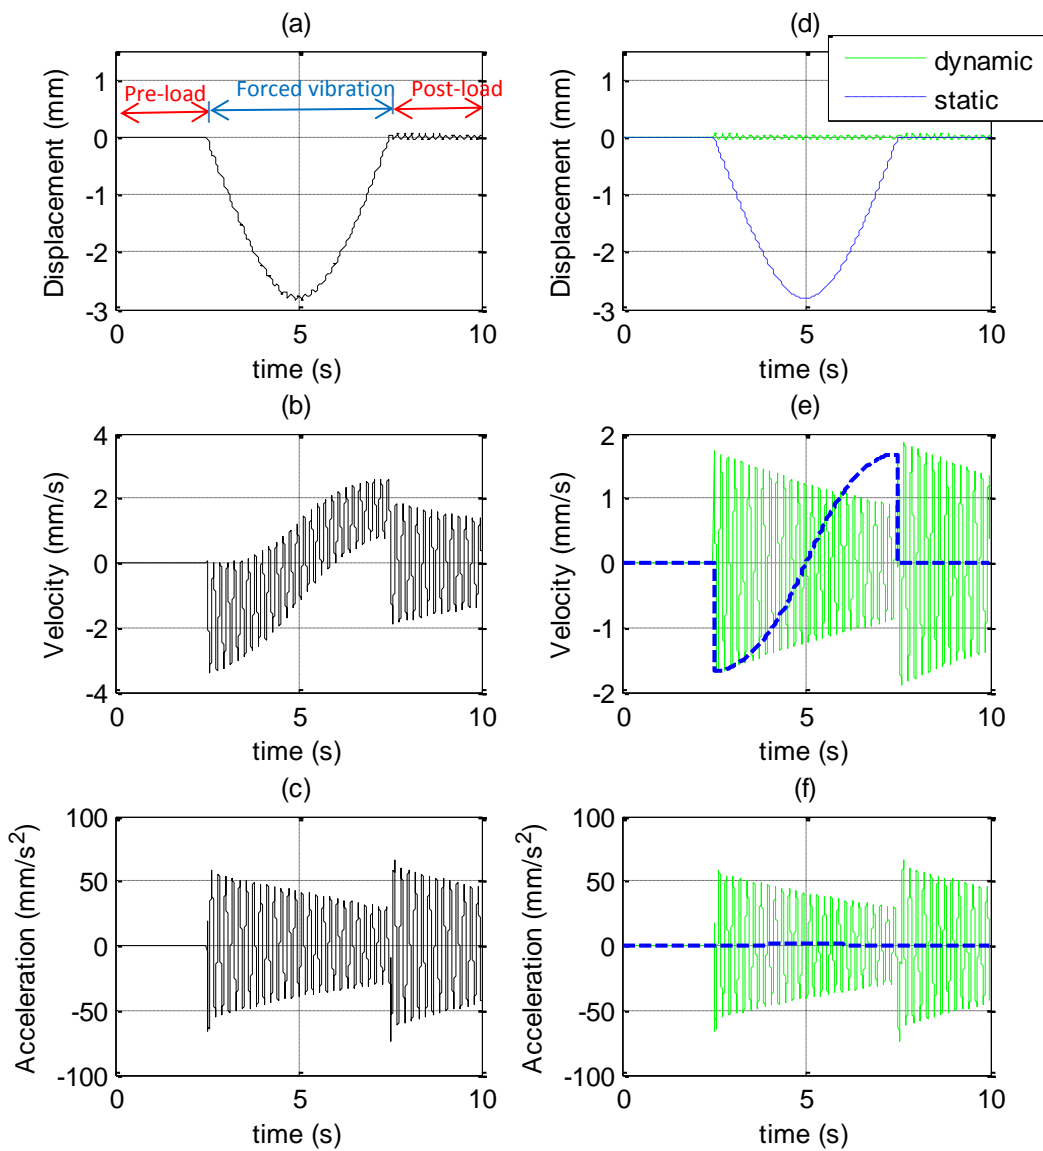 (a)
Displacement (mm)
1
0
-1
-2
-3
Pre-load
Forced vibration
Post-load
0
5
10
time (s)
(d)
Displacement (mm)
1
0
-1
-2
-3
dynamic
static
0
5
10
time (s)
(b)
Velocity (mm/s)
4
2
0
-2
-4
0
5
10
time (s)
(e)
Velocity (mm/s)
2
1
0
-1
-2
0
5
10
time (s)
(c)
Acceleration (mm/s²)
100
50
0
-50
-100
0
5
10
time (s)
(f)
Acceleration (mm/s²)
100
50
0
-50
-100
0
5
10
time (s)